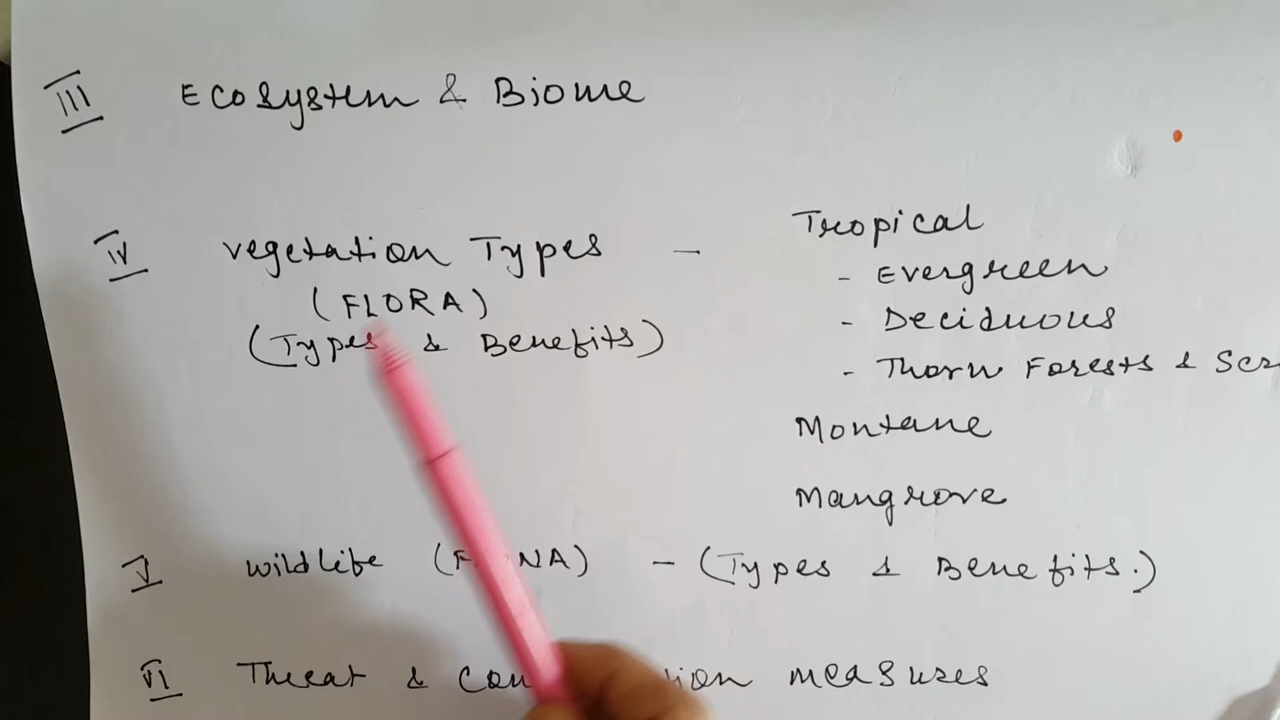 III Ecosystem & Biome
IV Vegetation Types -
(FLORA)
(Types & Benefits)
Tropical
- Evergreen
- Deciduous
- Thorn Forests &
Montane
Mangrove
V Wildlife - (Types & Benefits.)
VI Threat & measures